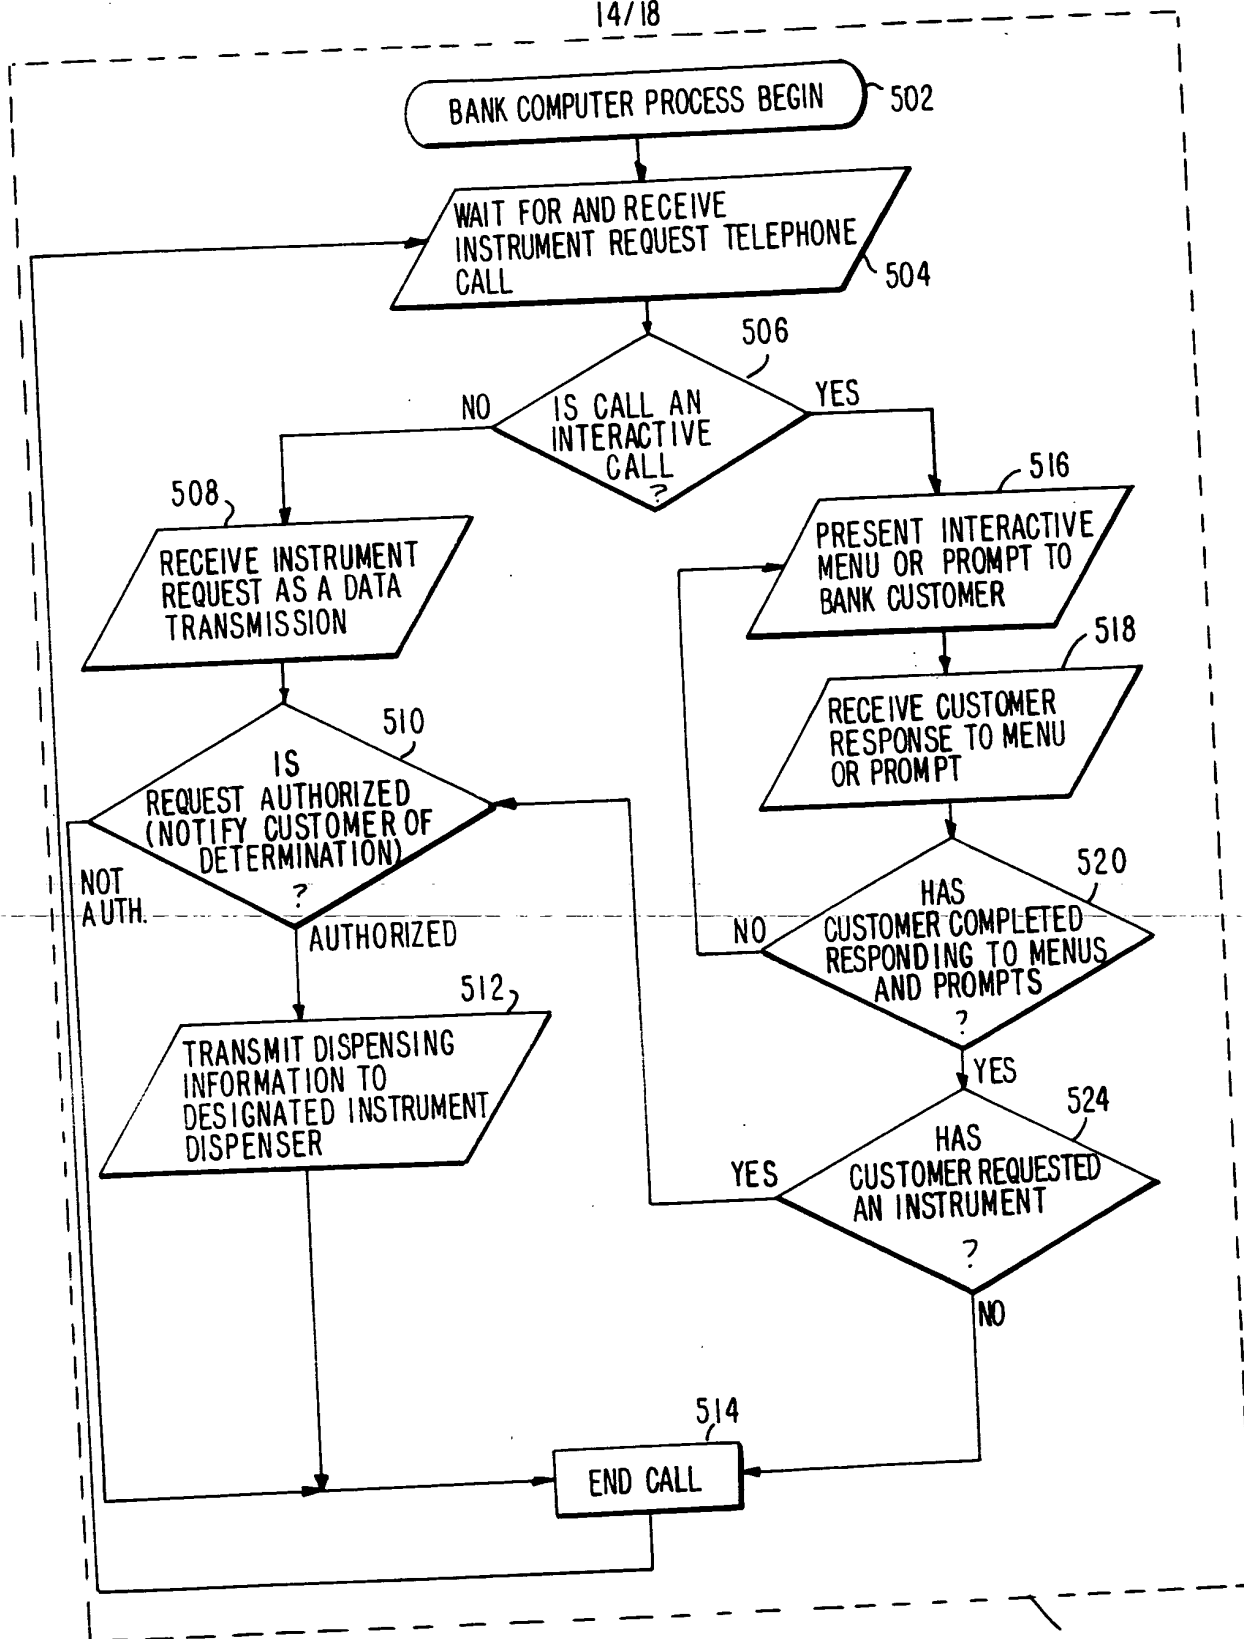 14/18
BANK COMPUTER PROCESS BEGIN
502
WAIT FOR AND RECEIVE
INSTRUMENT REQUEST TELEPHONE
CALL
504
506
NO
YES
IS CALL AN
INTERACTIVE
CALL
?
508
RECEIVE INSTRUMENT
REQUEST AS A DATA
TRANSMISSION
516
PRESENT INTERACTIVE
MENU OR PROMPT TO
BANK CUSTOMER
518
RECEIVE CUSTOMER
RESPONSE TO MENU
OR PROMPT
510
IS
REQUEST AUTHORIZED
(NOTIFY CUSTOMER OF
DETERMINATION)
?
NOT
AUTH.
AUTHORIZED
520
HAS
CUSTOMER COMPLETED
RESPONDING TO MENUS
AND PROMPTS
?
NO
YES
512
TRANSMIT DISPENSING
INFORMATION TO
DESIGNATED INSTRUMENT
DISPENSER
524
HAS
CUSTOMER REQUESTED
AN INSTRUMENT
?
YES
NO
514
END CALL